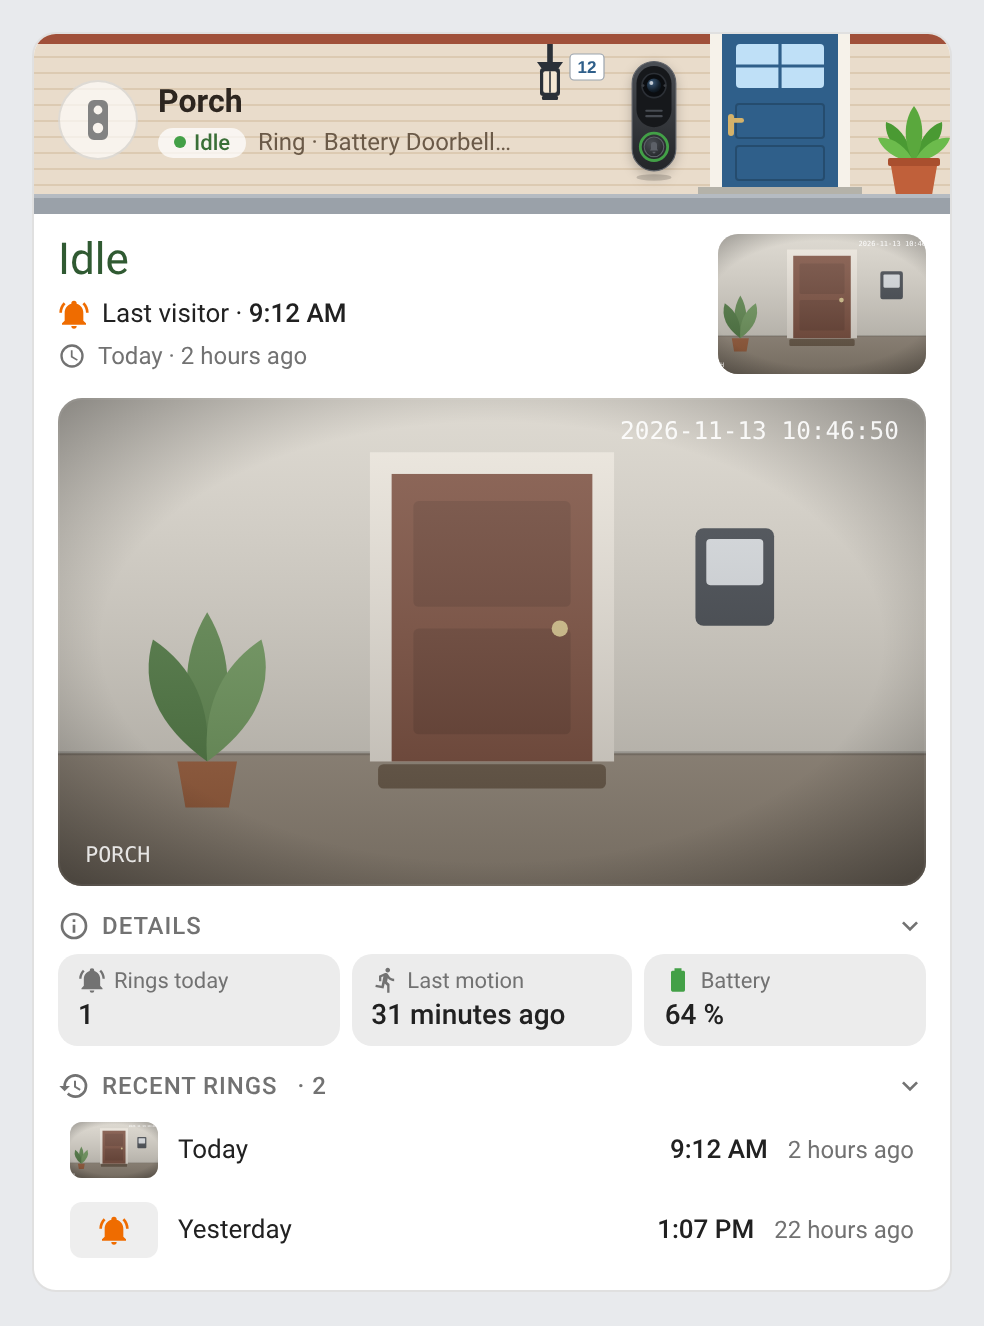 Porch
Idle
Ring · Battery Doorbell...
12
Idle
Last visitor · 9:12 AM
Today · 2 hours ago
2026-11-13 10:46:50
PORCH
DETAILS
Rings today
1
Last motion
31 minutes ago
Battery
64 %
RECENT RINGS · 2
Today 9:12 AM 2 hours ago
Yesterday 1:07 PM 22 hours ago